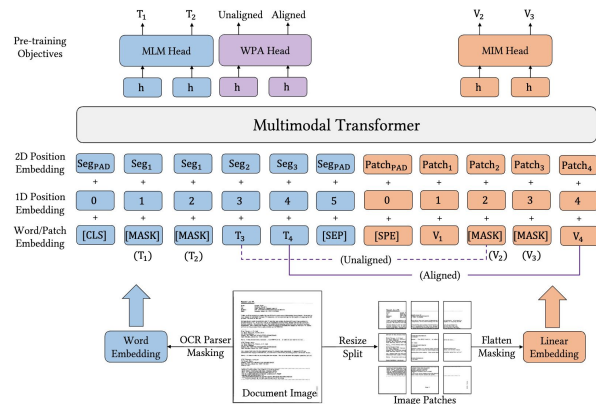 T₁ T₂ Unaligned Aligned V₂ V₃
Pre-training
Objectives
MLM Head WPA Head MIM Head
h h h h h h
Multimodal Transformer
2D Position
Embedding
Seg_PAD Seg₁ Seg₁ Seg₂ Seg₃ Seg_PAD Patch_PAD Patch₁ Patch₂ Patch₃ Patch₄
+ + + + + + + + + + +
1D Position
Embedding
0 1 2 3 4 5 0 1 2 3 4
+ + + + + + + + + + +
Word/Patch
Embedding
[CLS] [MASK] [MASK] T₃ T₄ [SEP] [SPE] V₁ [MASK] [MASK] V₄
(T₁) (T₂) (Unaligned) (V₂) (V₃)
(Aligned)
Word
Embedding
OCR Parser
Masking
Document Image
Resize
Split
Image Patches
Flatten
Masking
Linear
Embedding